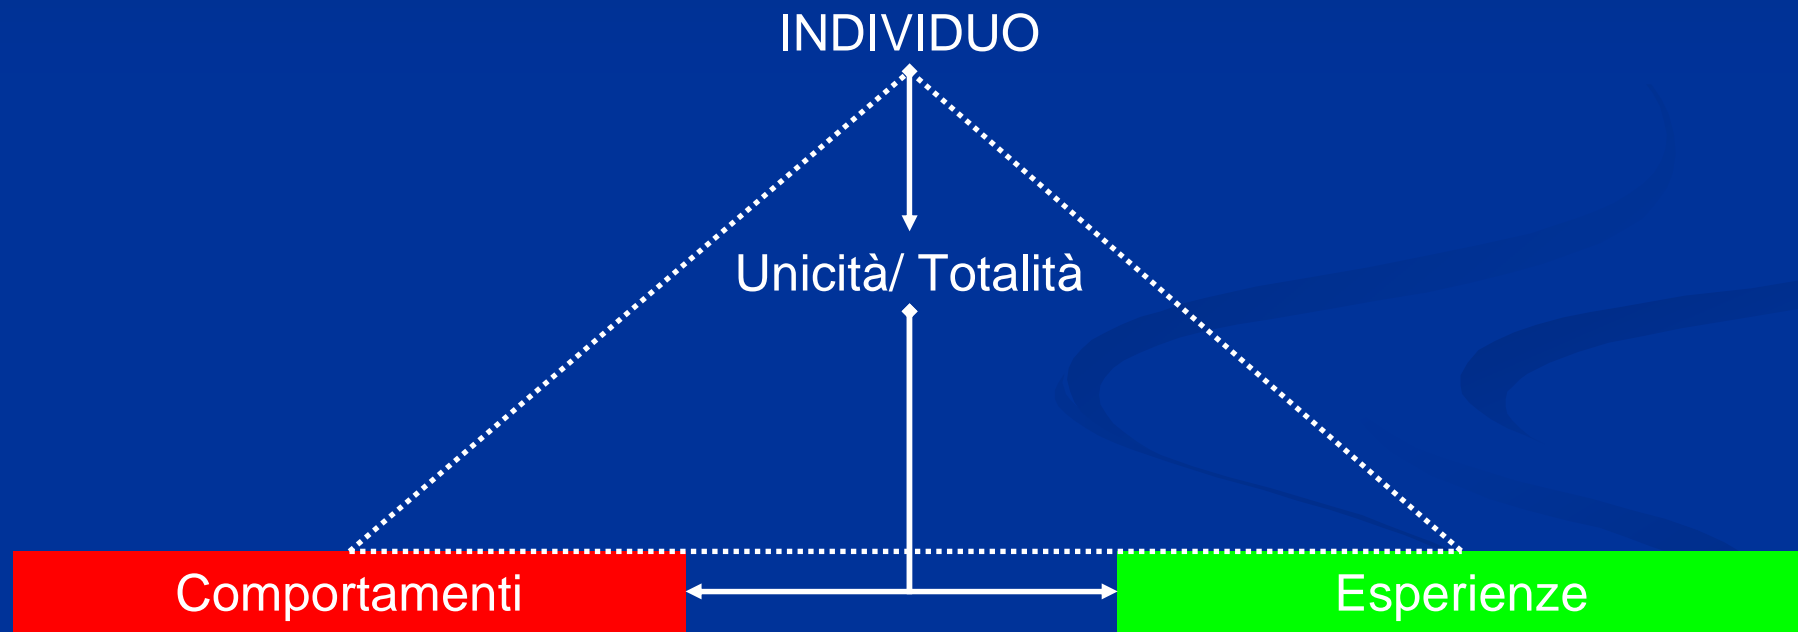 INDIVIDUO
Unicità/ Totalità
Comportamenti
Esperienze